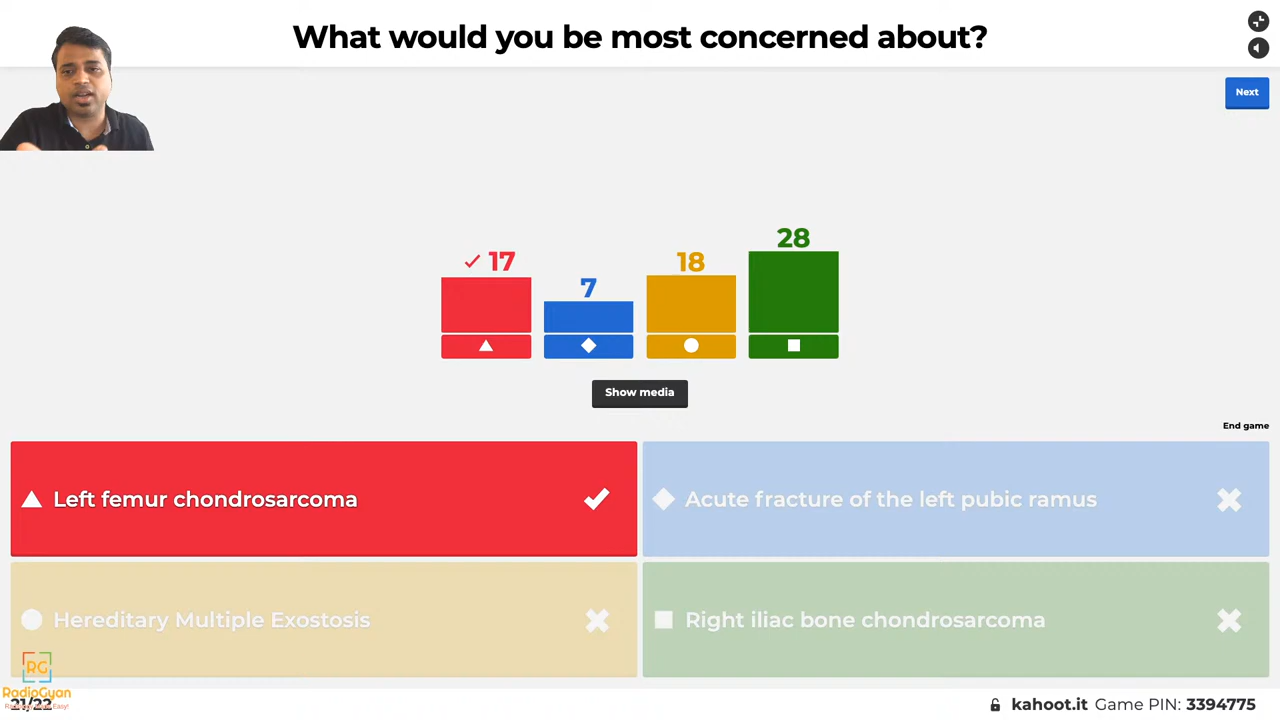 What would you be most concerned about?
Next
17
7
18
28
Show media
End game
Left femur chondrosarcoma
Acute fracture of the left pubic ramus
Hereditary Multiple Exostosis
Right iliac bone chondrosarcoma
RG
RadioGyan
21/22
kahoot.it Game PIN: 3394775